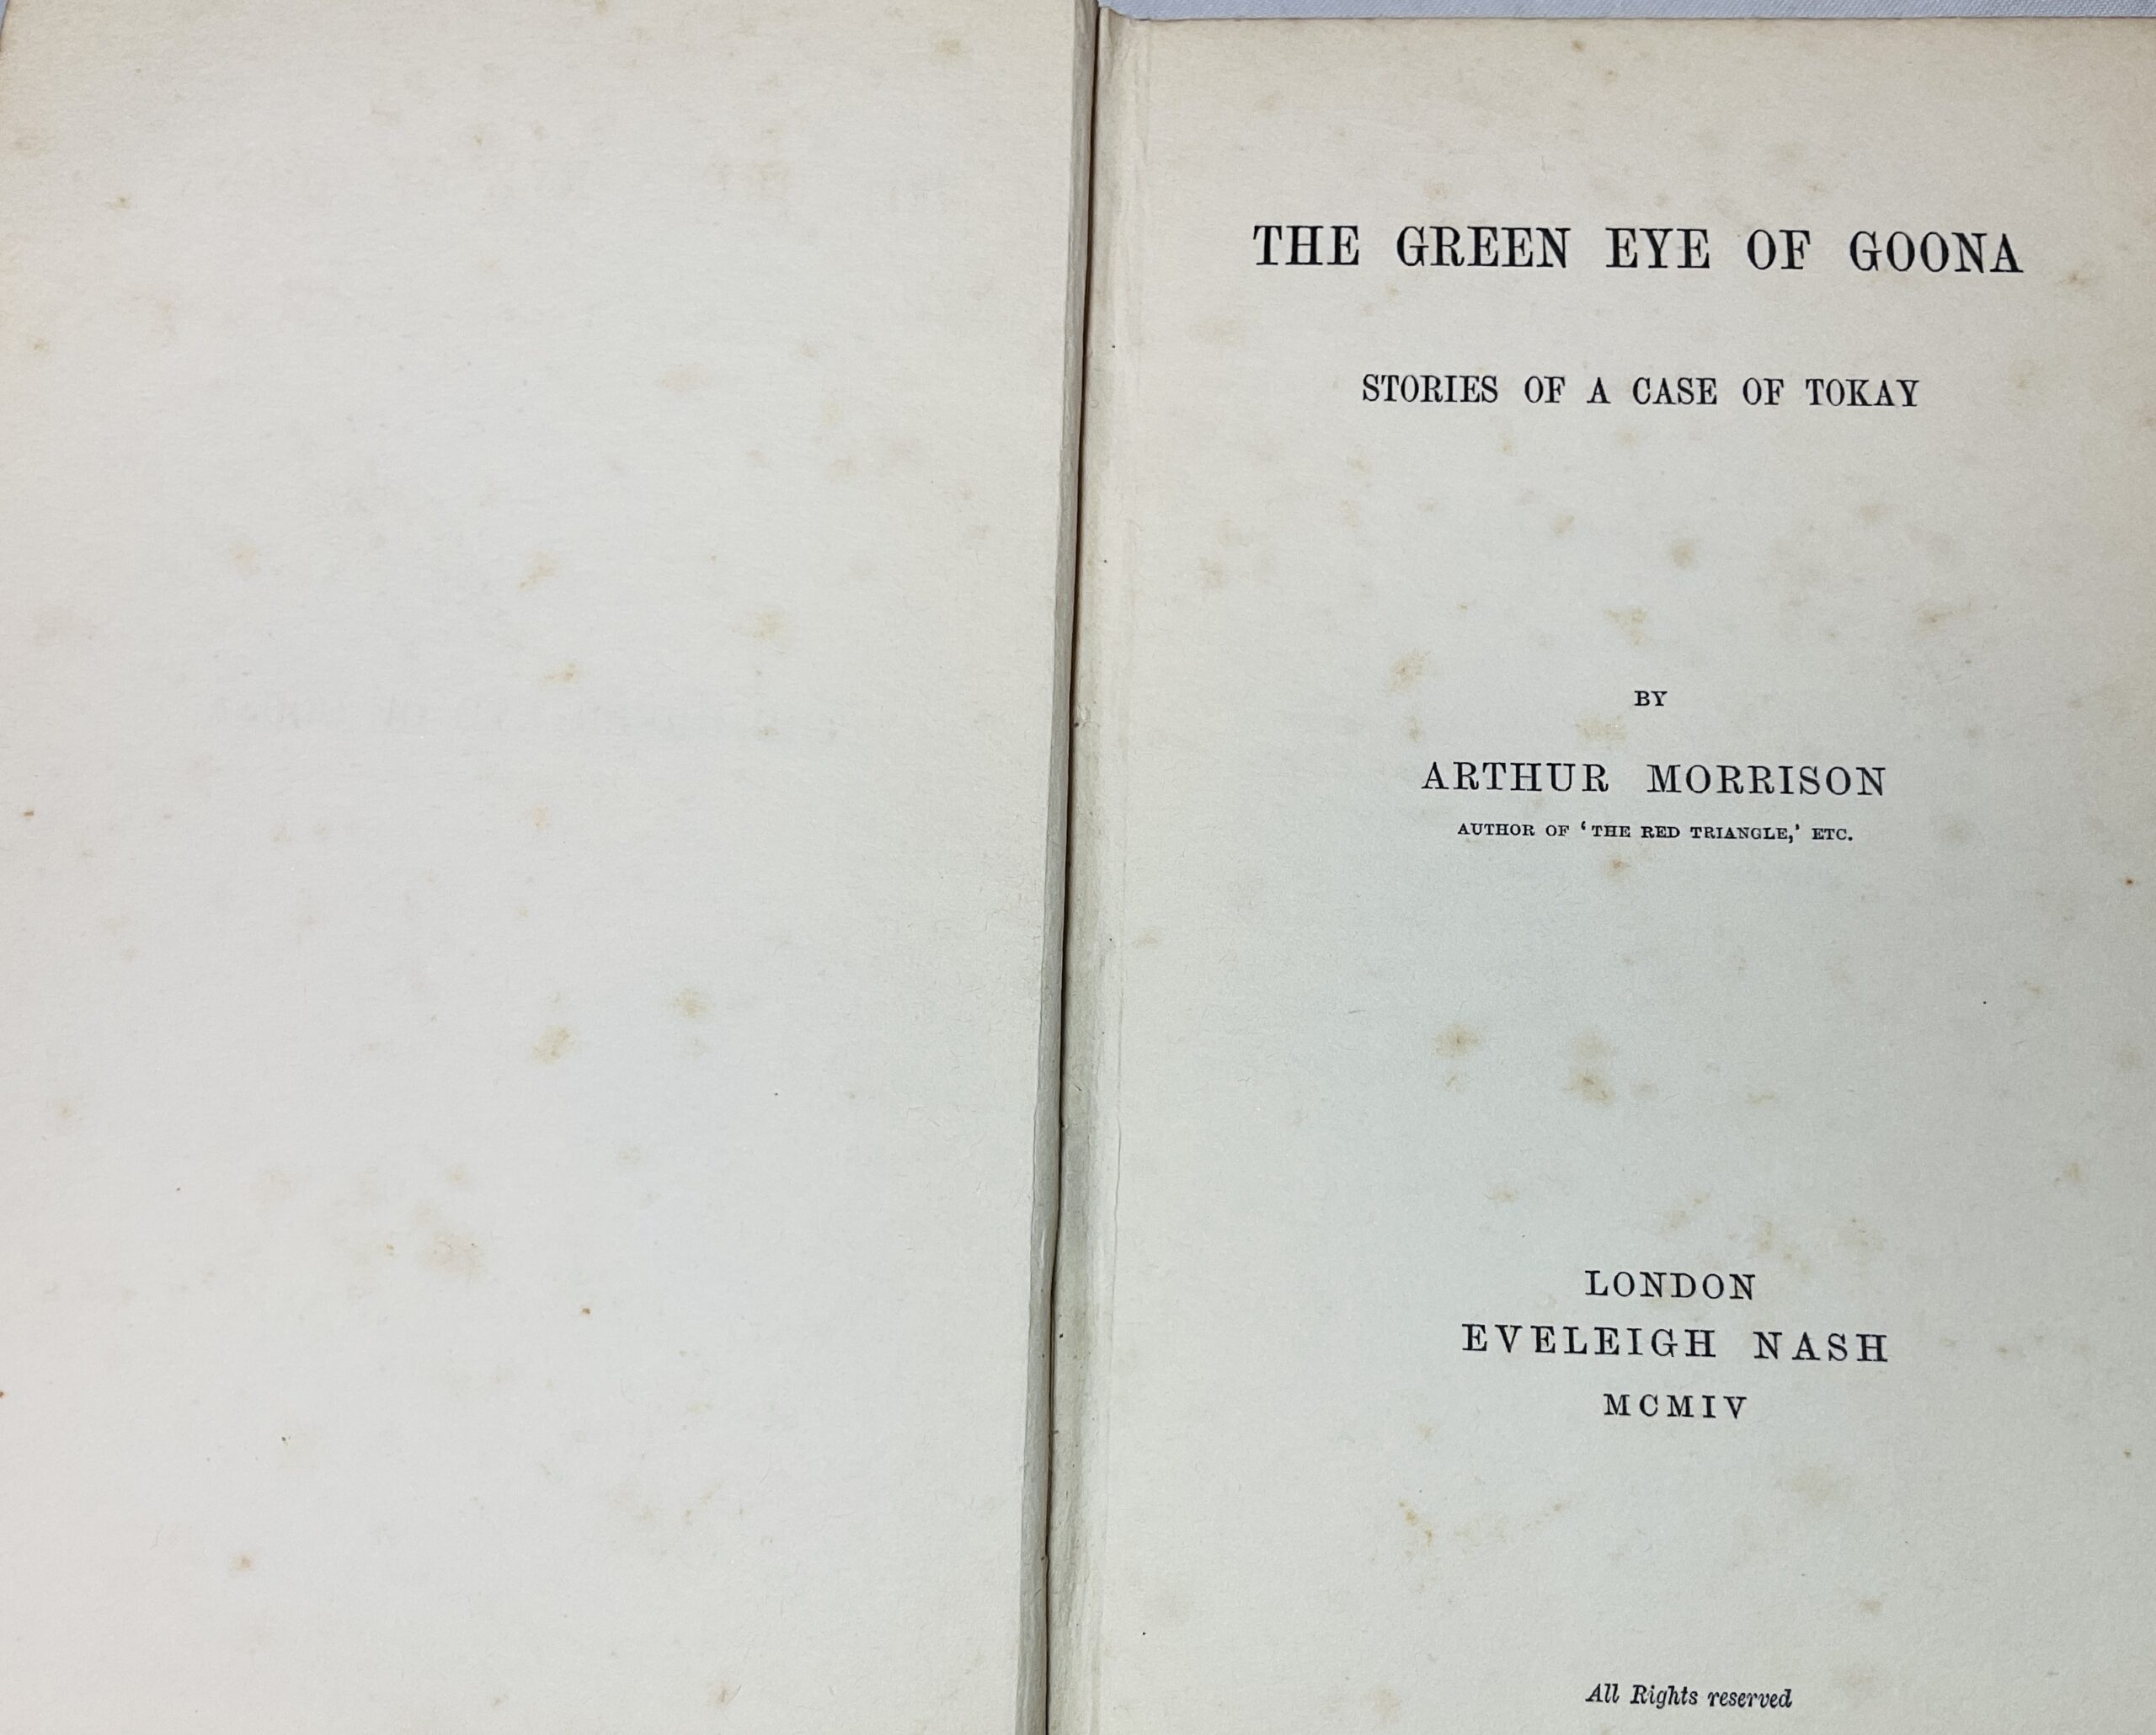 THE GREEN EYE OF GOONA
STORIES OF A CASE OF TOKAY
BY
ARTHUR MORRISON
AUTHOR OF ‘THE RED TRIANGLE,’ ETC.
LONDON
EVELEIGH NASH
MCMIV
All Rights reserved